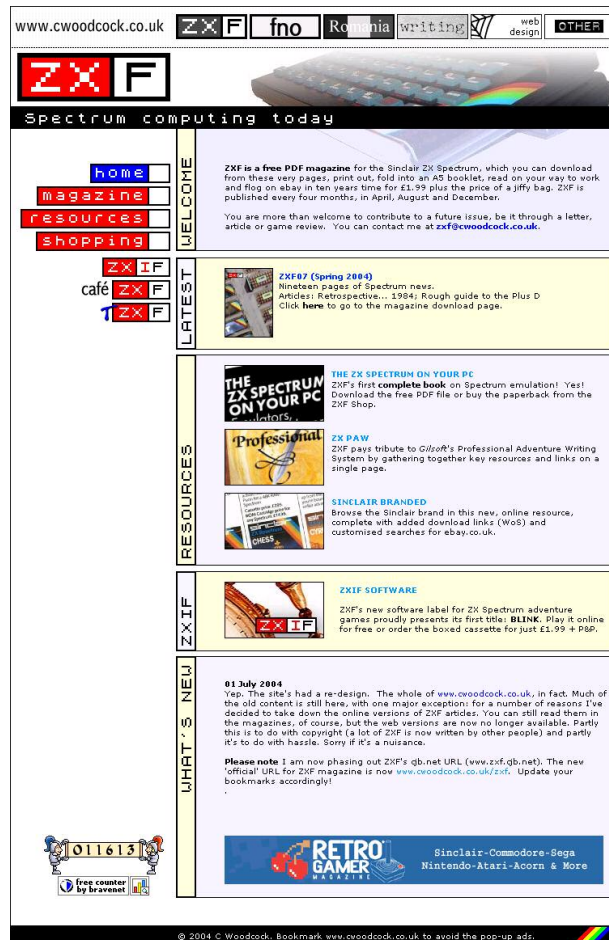 www.cwoodcock.co.uk ZXF fno Romania writing web design OTHER
ZXF
Spectrum computing today
home
magazine
resources
shopping
ZXIF
café ZXF
TZXF
WELCOME
ZXF is a free PDF magazine for the Sinclair ZX Spectrum, which you can download
from these very pages, print out, fold into an A5 booklet, read on your way to work
and flog on ebay in ten years time for £1.99 plus the price of a jiffy bag. ZXF is
published every four months, in April, August and December.
You are more than welcome to contribute to a future issue, be it through a letter,
article or game review.  You can contact me at zxf@cwoodcock.co.uk.
LATEST
ZXF07 (Spring 2004)
Nineteen pages of Spectrum news.
Articles: Retrospective... 1984; Rough guide to the Plus D
Click here to go to the magazine download page.
RESOURCES
THE
ZX SPECTRUM
ON YOUR PC
THE ZX SPECTRUM ON YOUR PC
ZXF's first complete book on Spectrum emulation!  Yes!
Download the free PDF file or buy the paperback from the
ZXF Shop.
Professional
ZX PAW
ZXF pays tribute to Gilsoft's Professional Adventure Writing
System by gathering together key resources and links on a
single page.
CHESS
SINCLAIR BRANDED
Browse the Sinclair brand in this new, online resource,
complete with added download links (WoS) and
customised searches for ebay.co.uk.
ZXIF
ZXIF
ZXIF SOFTWARE
ZXF's new software label for ZX Spectrum adventure
games proudly presents its first title: BLINK. Play it online
for free or order the boxed cassette for just £1.99 + P&P.
WHAT'S NEW
01 July 2004
Yep. The site's had a re-design.  The whole of www.cwoodcock.co.uk, in fact. Much of
the old content is still here, with one major exception: for a number of reasons I've
decided to take down the online versions of ZXF articles. You can still read them in
the magazines, of course, but the web versions are now no longer available. Partly
this is to do with copyright (a lot of ZXF is now written by other people) and partly
it's to do with hassle. Sorry if it's a nuisance.
Please note I am now phasing out ZXF's qb.net URL (www.zxf.qb.net). The new
'official' URL for ZXF magazine is now www.cwoodcock.co.uk/zxf.  Update your
bookmarks accordingly!
.
011613
free counter
by bravenet
RETRO
GAMER
MAGAZINE
Sinclair-Commodore-Sega
Nintendo-Atari-Acorn & More
© 2004 C Woodcock. Bookmark www.cwoodcock.co.uk to avoid the pop-up ads.